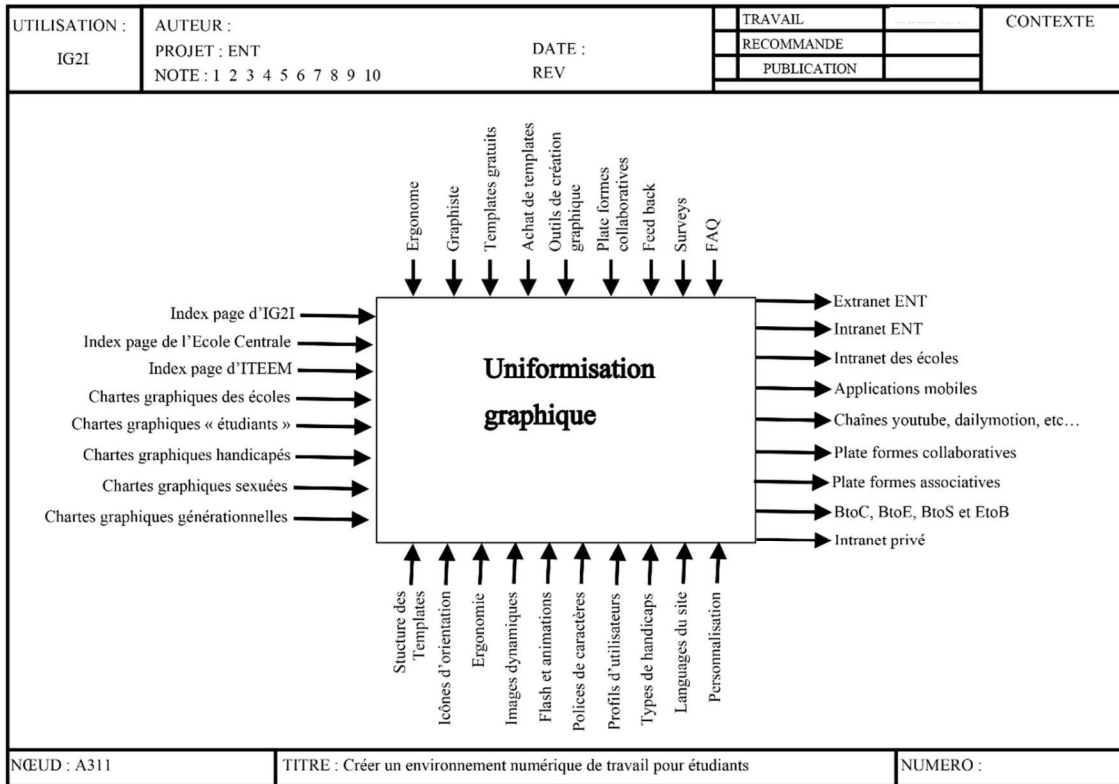 UTILISATION :
IG2I
AUTEUR :
PROJET : ENT
NOTE : 1 2 3 4 5 6 7 8 9 10
DATE :
REV
TRAVAIL
RECOMMANDE
PUBLICATION
CONTEXTE
Ergonome
Graphiste
Templates gratuits
Achat de templates
Outils de création
graphique
Plate formes
collaboratives
Feed back
Surveys
FAQ
Index page d’IG2I
Index page de l’Ecole Centrale
Index page d’ITEEM
Chartes graphiques des écoles
Chartes graphiques « étudiants »
Chartes graphiques handicapés
Chartes graphiques sexuées
Chartes graphiques générationnelles
Uniformisation
graphique
Extranet ENT
Intranet ENT
Intranet des écoles
Applications mobiles
Chaînes youtube, dailymotion, etc…
Plate formes collaboratives
Plate formes associatives
BtoC, BtoE, BtoS et EtoB
Intranet privé
Stucture des
Templates
Icônes d’orientation
Ergonomie
Images dynamiques
Flash et animations
Polices de caractères
Profils d’utilisateurs
Types de handicaps
Languages du site
Personnalisation
NŒUD : A311
TITRE : Créer un environnement numérique de travail pour étudiants
NUMERO :